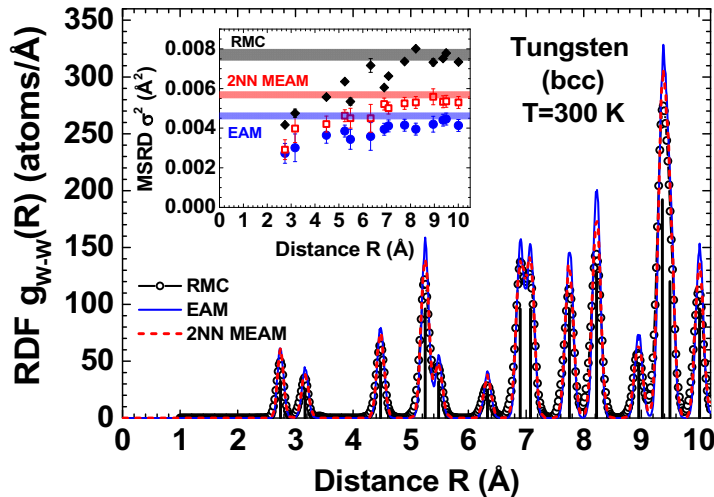 RDF g_{W-W}(R) (atoms/Å)
350
300
250
200
150
100
50
0
0 1 2 3 4 5 6 7 8 9 10
Distance R (Å)
Tungsten
(bcc)
T=300 K
RMC
EAM
2NN MEAM
MSRD σ² (Å²)
0.008
0.006
0.004
0.002
0.000
0 1 2 3 4 5 6 7 8 9 10
Distance R (Å)
RMC
2NN MEAM
EAM